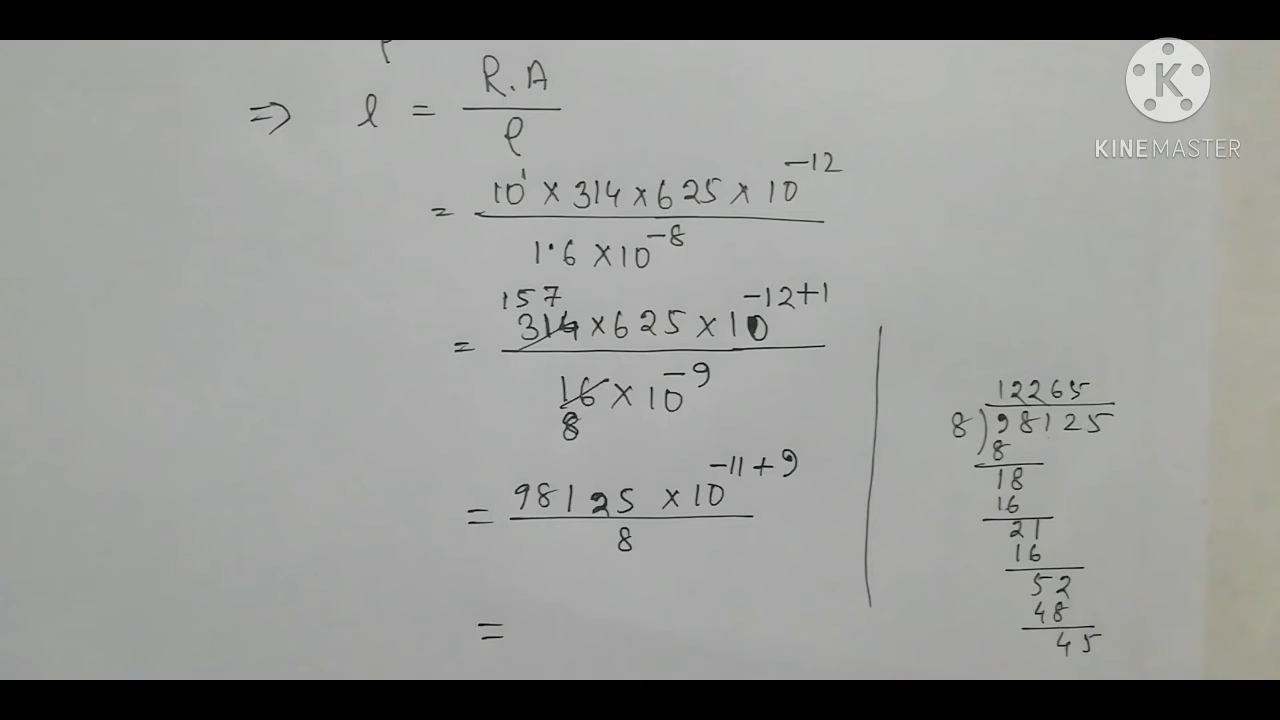 ⇒ l = R.A / ρ
= 10¹ × 314 × 625 × 10⁻¹² / 1.6 × 10⁻⁸
157
= 314 × 625 × 10⁻¹²⁺¹ / 16 × 10⁻⁹
8
= 98125 × 10⁻¹¹⁺⁹ / 8
=
12265
8)98125
8
18
16
21
16
52
48
45
K
KINEMASTER